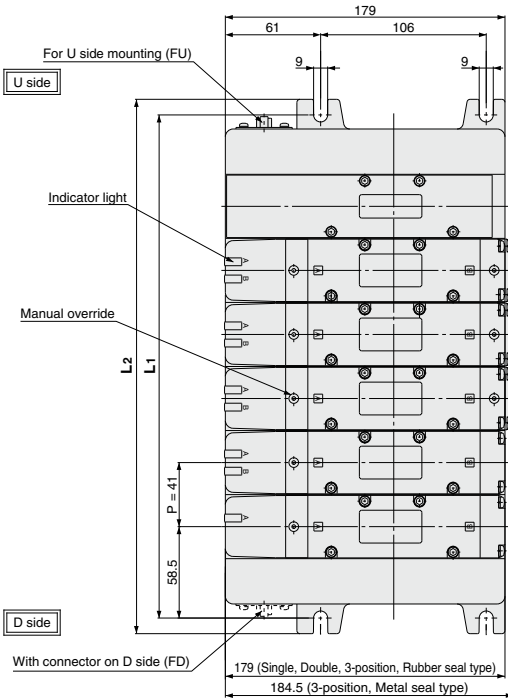 179
61
106
For U side mounting (FU)
9
9
U side
Indicator light
A
B
A
B
Manual override
A
B
A
B
L2
L1
A
B
A
B
A
B
A
B
P = 41
A
B
A
A
B
58.5
D side
With connector on D side (FD)
179 (Single, Double, 3-position, Rubber seal type)
184.5 (3-position, Metal seal type)